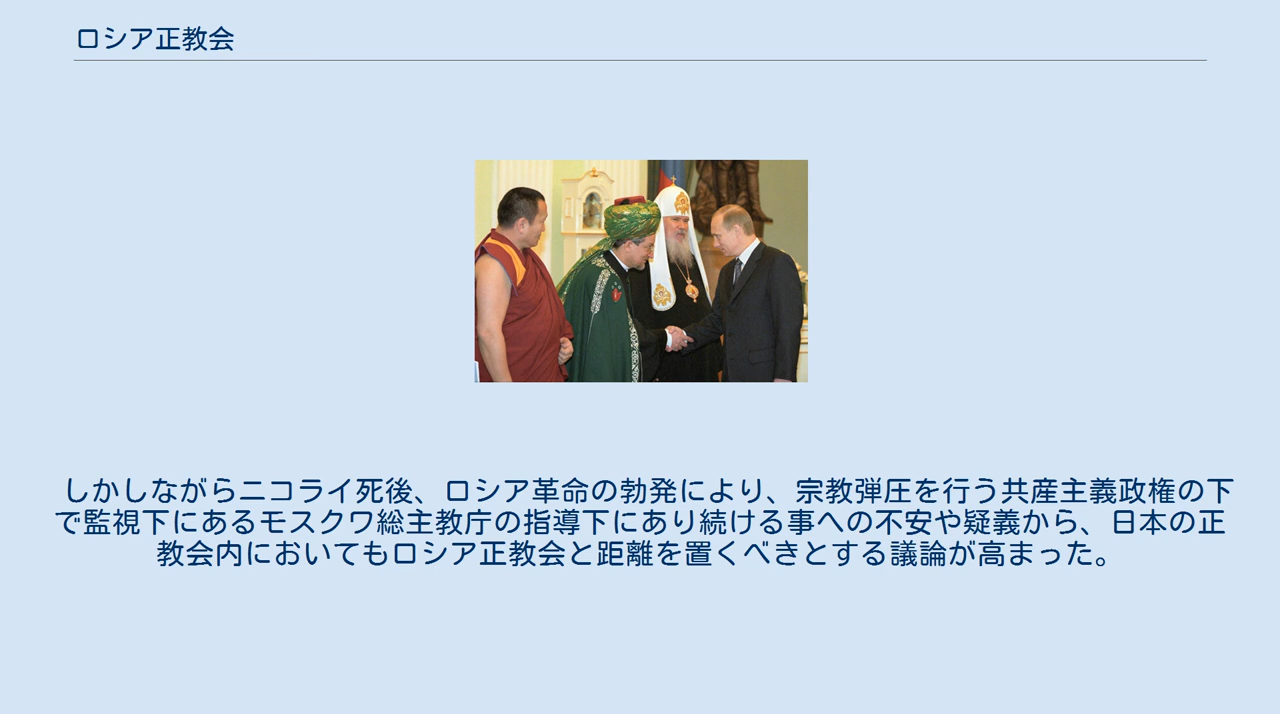 ロシア正教会
しかしながらニコライ死後、ロシア革命の勃発により、宗教弾圧を行う共産主義政権の下
で監視下にあるモスクワ総主教庁の指導下にあり続ける事への不安や疑義から、日本の正
教会内においてもロシア正教会と距離を置くべきとする議論が高まった。